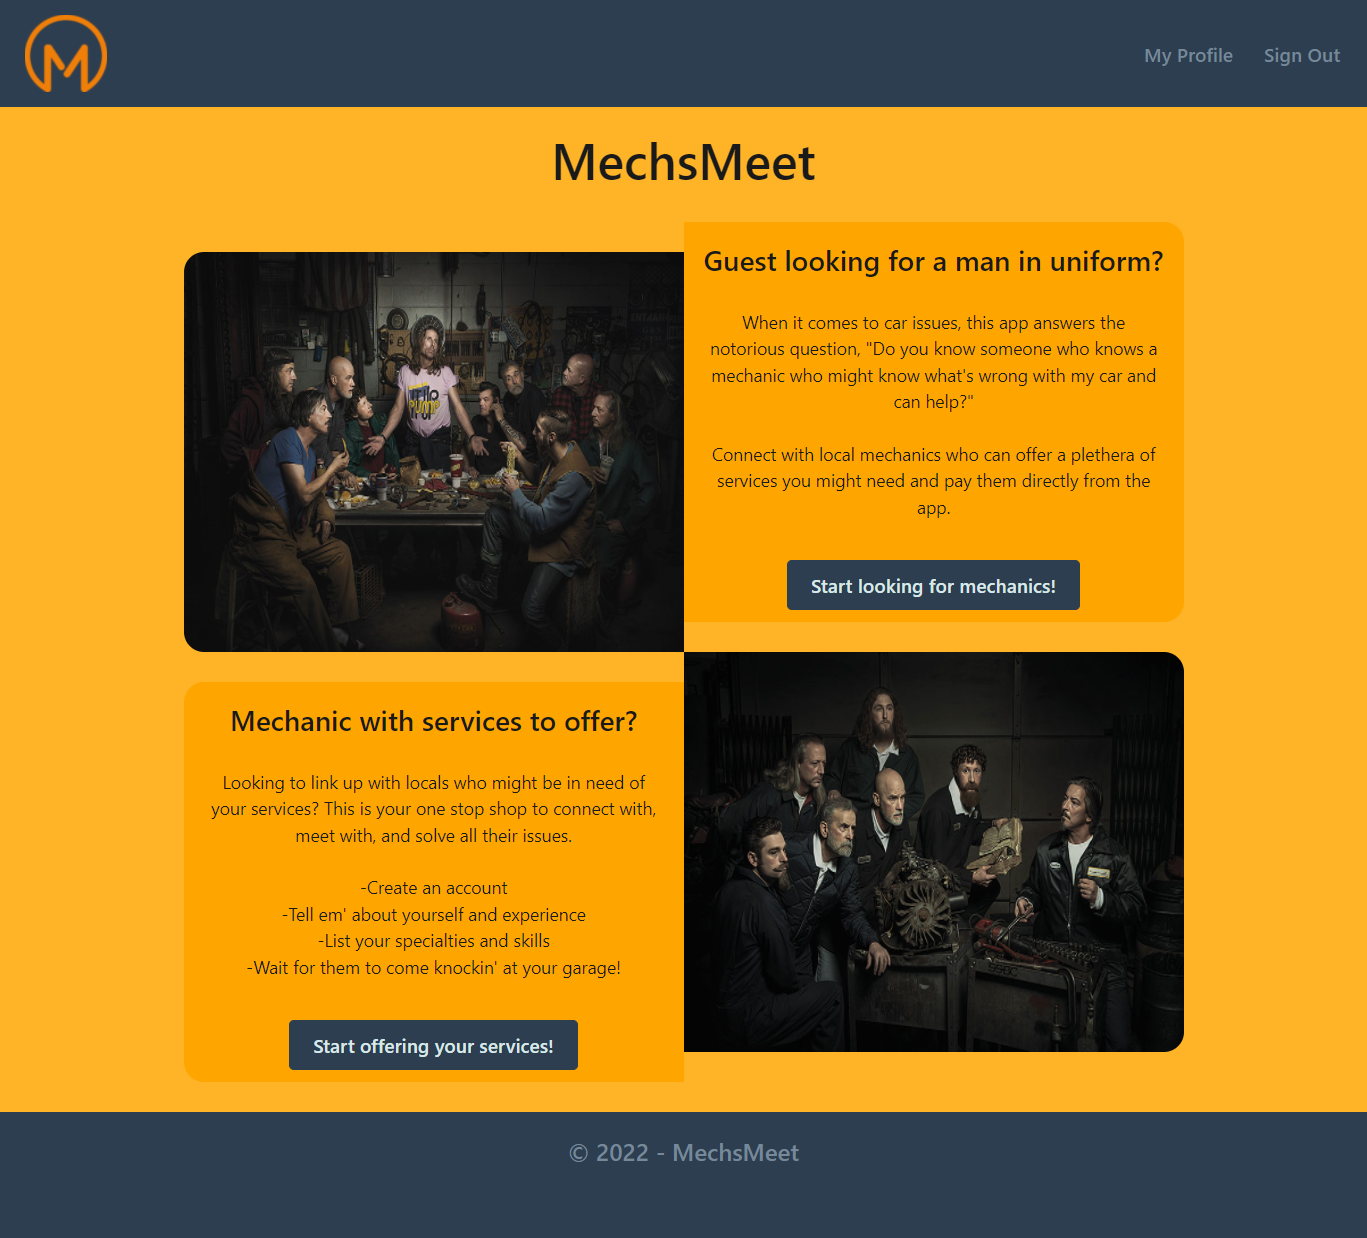 M
My Profile Sign Out
MechsMeet
Guest looking for a man in uniform?
When it comes to car issues, this app answers the
notorious question, "Do you know someone who knows a
mechanic who might know what's wrong with my car and
can help?"
Connect with local mechanics who can offer a plethera of
services you might need and pay them directly from the
app.
Start looking for mechanics!
Mechanic with services to offer?
Looking to link up with locals who might be in need of
your services? This is your one stop shop to connect with,
meet with, and solve all their issues.
-Create an account
-Tell em' about yourself and experience
-List your specialties and skills
-Wait for them to come knockin' at your garage!
Start offering your services!
© 2022 - MechsMeet